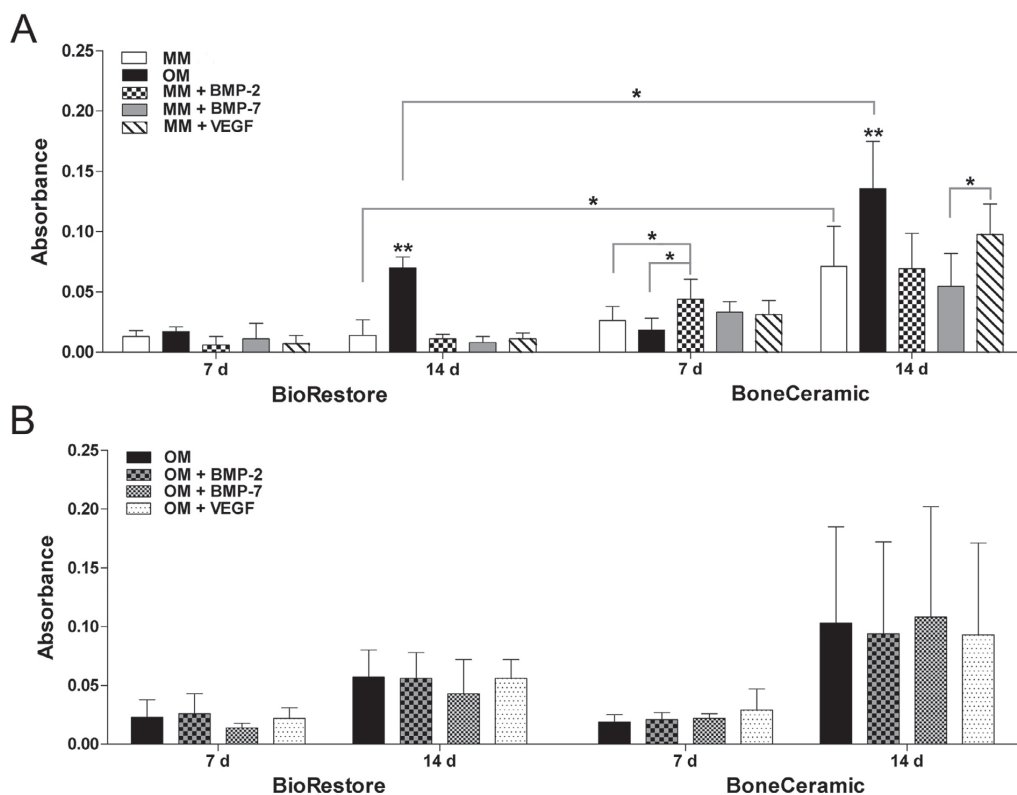 A
0.25
0.20
0.15
0.10
0.05
0.00
Absorbance
MM
OM
MM + BMP-2
MM + BMP-7
MM + VEGF
*
**
*
*
*
**
*
7 d
14 d
7 d
14 d
BioRestore
BoneCeramic
B
0.25
0.20
0.15
0.10
0.05
0.00
Absorbance
OM
OM + BMP-2
OM + BMP-7
OM + VEGF
7 d
14 d
7 d
14 d
BioRestore
BoneCeramic